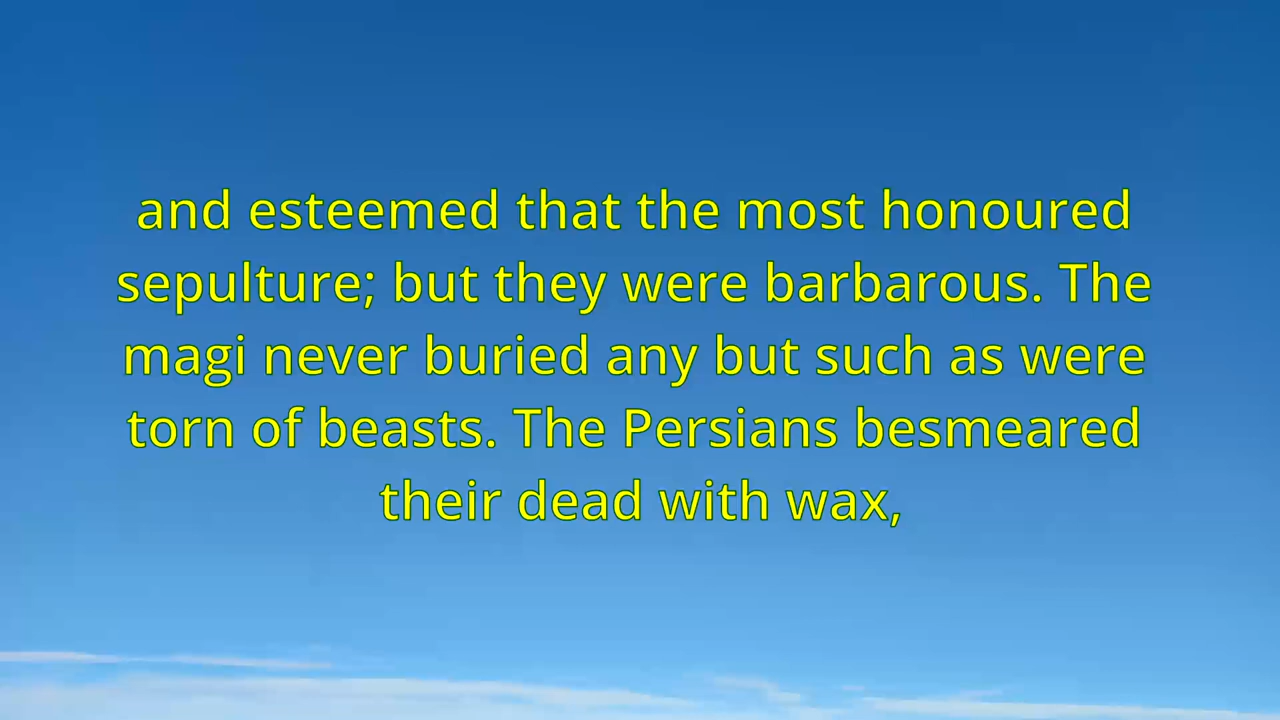 and esteemed that the most honoured
sepulture; but they were barbarous. The
magi never buried any but such as were
torn of beasts. The Persians besmeared
their dead with wax,